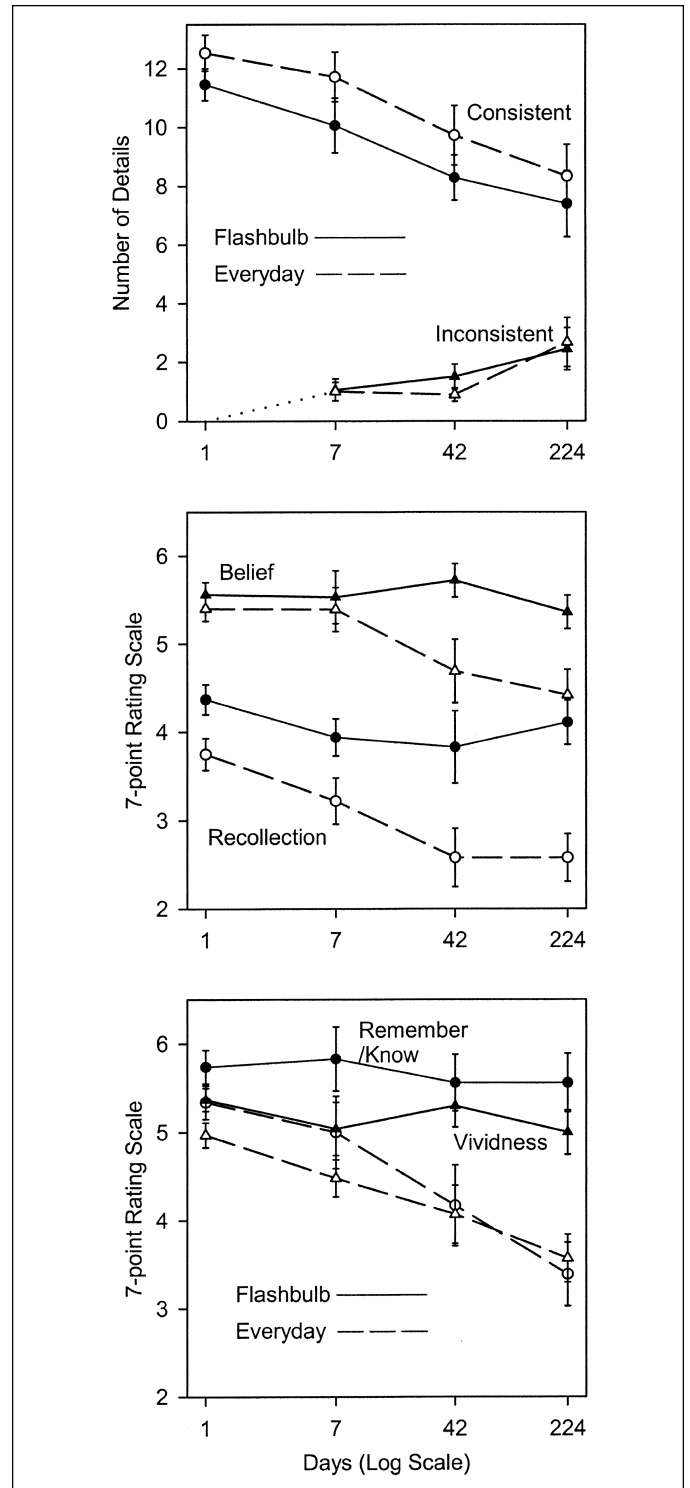 12
10
8
6
4
2
0
Number of Details
Consistent
Flashbulb
Everyday
Inconsistent
1 7 42 224
6
5
4
3
2
7-point Rating Scale
Belief
Recollection
1 7 42 224
6
5
4
3
2
7-point Rating Scale
Remember
/Know
Vividness
Flashbulb
Everyday
1 7 42 224
Days (Log Scale)